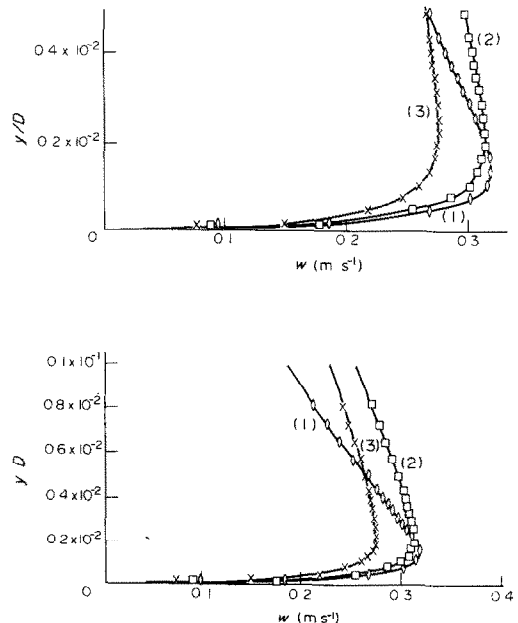 0.4 x 10⁻²
(2)
(3)
y/D
0.2 x 10⁻²
(1)
0
0.1
0.2
0.3
w (m s⁻¹)
0.1 x 10⁻¹
0.8 x 10⁻²
(1)
(3)
0.6 x 10⁻²
(2)
y D
0.4 x 10⁻²
0.2 x 10⁻²
0
0.1
0.2
0.3
0.4
w (m s⁻¹)